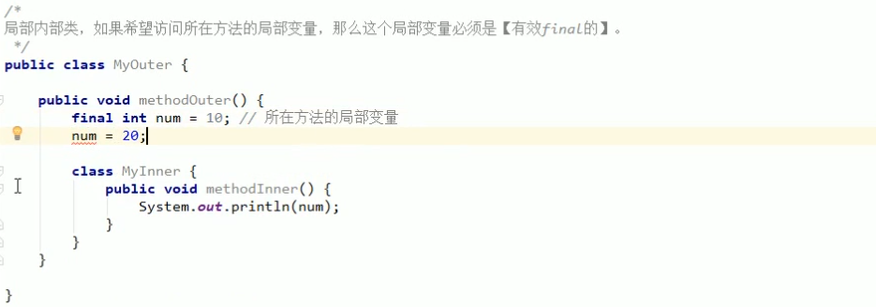 /*
局部内部类，如果希望访问所在方法的局部变量，那么这个局部变量必须是【有效final的】。
 */
public class MyOuter {
    public void methodOuter() {
        final int num = 10; // 所在方法的局部变量
        num = 20;
        class MyInner {
            public void methodInner() {
                System.out.println(num);
            }
        }
    }
}